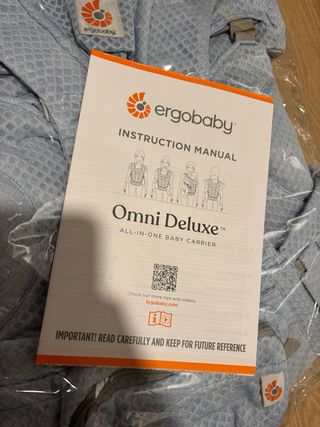 ergobaby
ergobaby™
INSTRUCTION MANUAL
Omni Deluxe™
ALL-IN-ONE BABY CARRIER
Check out more tips and videos.
Ergobaby.com
IMPORTANT! READ CAREFULLY AND KEEP FOR FUTURE REFERENCE